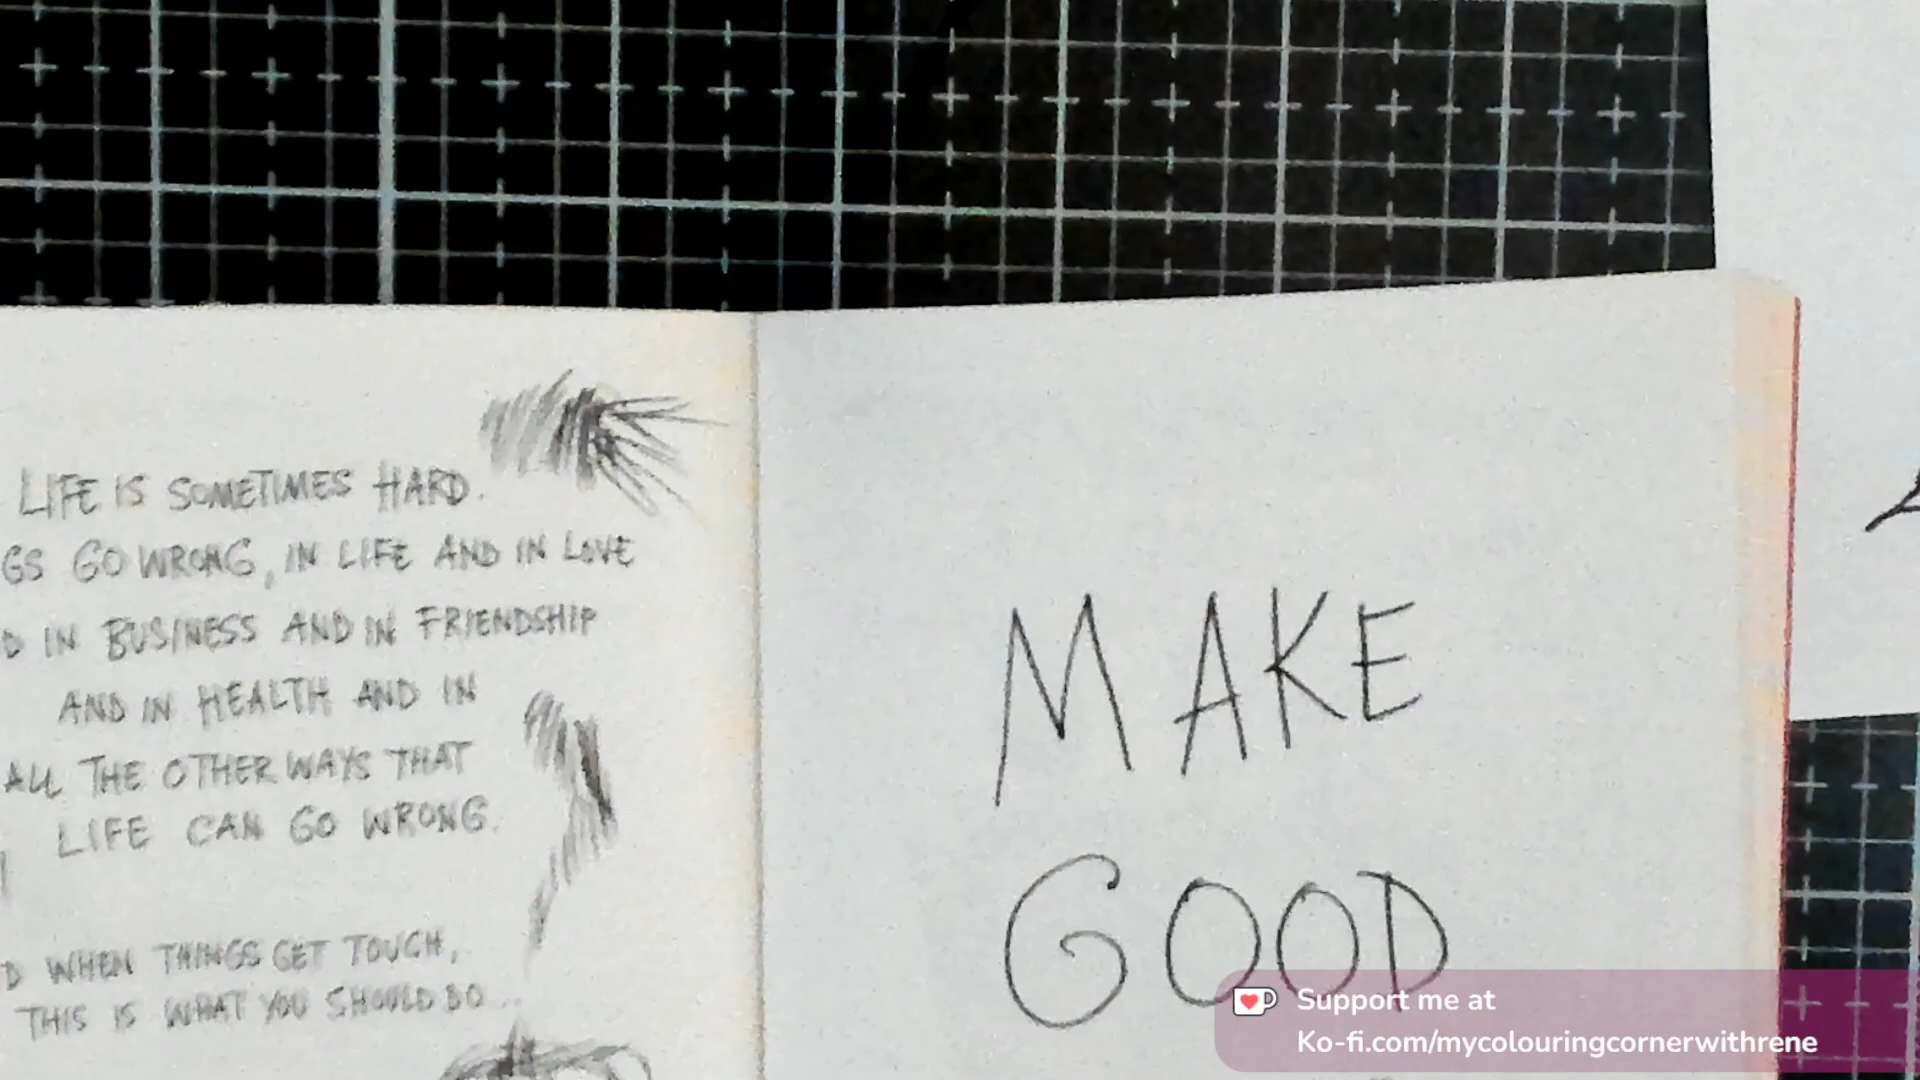 LIFE IS SOMETIMES HARD.
GS GO WRONG, IN LIFE AND IN LOVE
D IN BUSINESS AND IN FRIENDSHIP
AND IN HEALTH AND IN
ALL THE OTHER WAYS THAT
LIFE CAN GO WRONG.
D WHEN THINGS GET TOUGH,
THIS IS WHAT YOU SHOULD DO...
MAKE
GOOD
Support me at
Ko-fi.com/mycolouringcornerwithrene